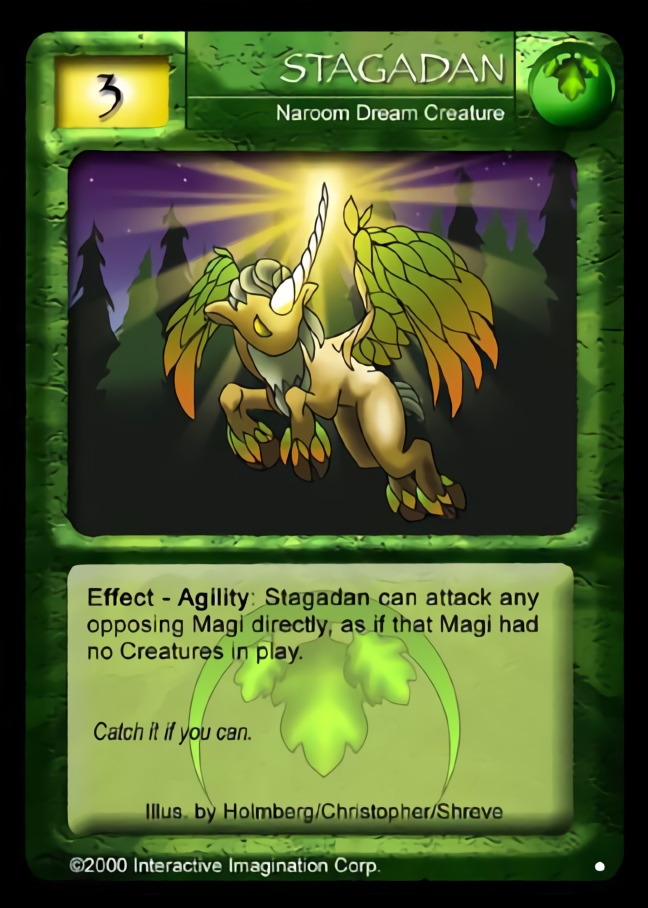 3
STAGADAN
Naroom Dream Creature
Effect - Agility: Stagadan can attack any
opposing Magi directly, as if that Magi had
no Creatures in play.
Catch it if you can.
Illus. by Holmberg/Christopher/Shreve
©2000 Interactive Imagination Corp.